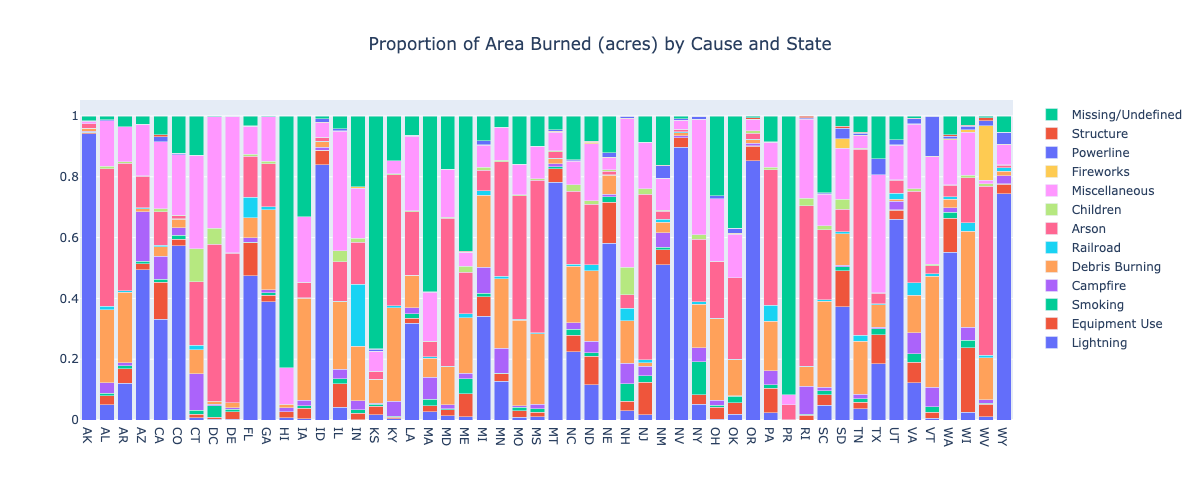 Proportion of Area Burned (acres) by Cause and State
1
0.8
0.6
0.4
0.2
0
AK AL AR AZ CA CO CT DC DE FL GA HI IA ID IL IN KS KY LA MA MD ME MI MN MO MS MT NC ND NE NH NJ NM NV NY OH OK OR PA PR RI SC SD TN TX UT VA VT WA WI WV WY
Missing/Undefined
Structure
Powerline
Fireworks
Miscellaneous
Children
Arson
Railroad
Debris Burning
Campfire
Smoking
Equipment Use
Lightning